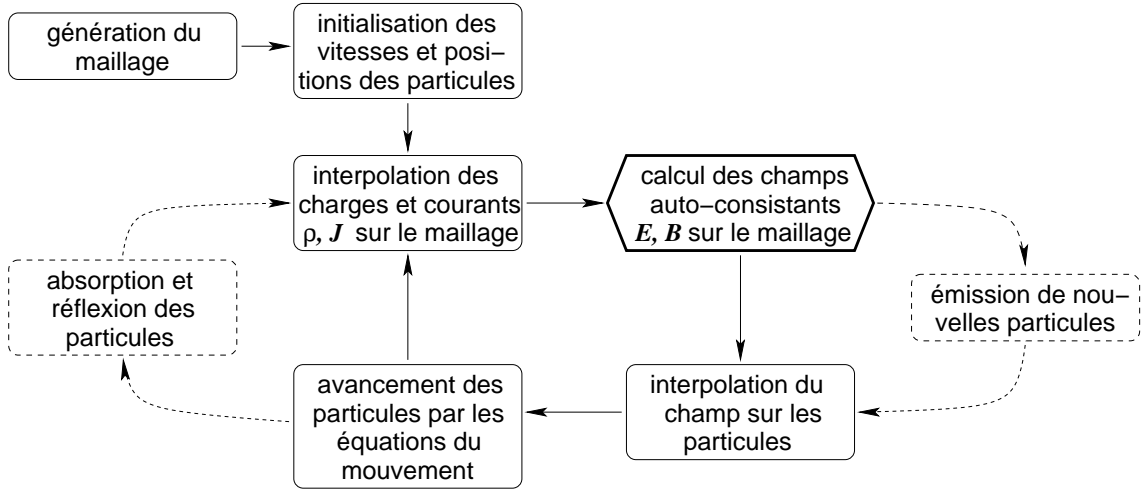 génération du
maillage
initialisation des
vitesses et posi−
tions des particules
interpolation des
charges et courants
ρ, J sur le maillage
calcul des champs
auto−consistants
E, B sur le maillage
absorption et
réflexion des
particules
émission de nou−
velles particules
avancement des
particules par les
équations du
mouvement
interpolation du
champ sur les
particules